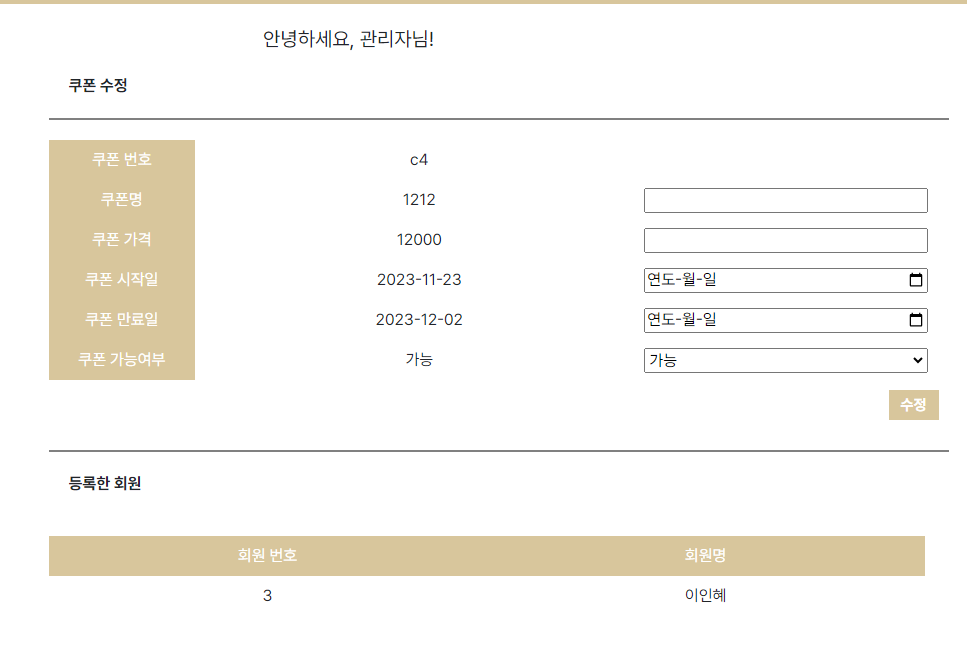 안녕하세요, 관리자님!
쿠폰 수정
쿠폰 번호 c4
쿠폰명 1212
쿠폰 가격 12000
쿠폰 시작일 2023-11-23 연도-월-일
쿠폰 만료일 2023-12-02 연도-월-일
쿠폰 가능여부 가능 가능
수정
등록한 회원
회원 번호 회원명
3 이인혜